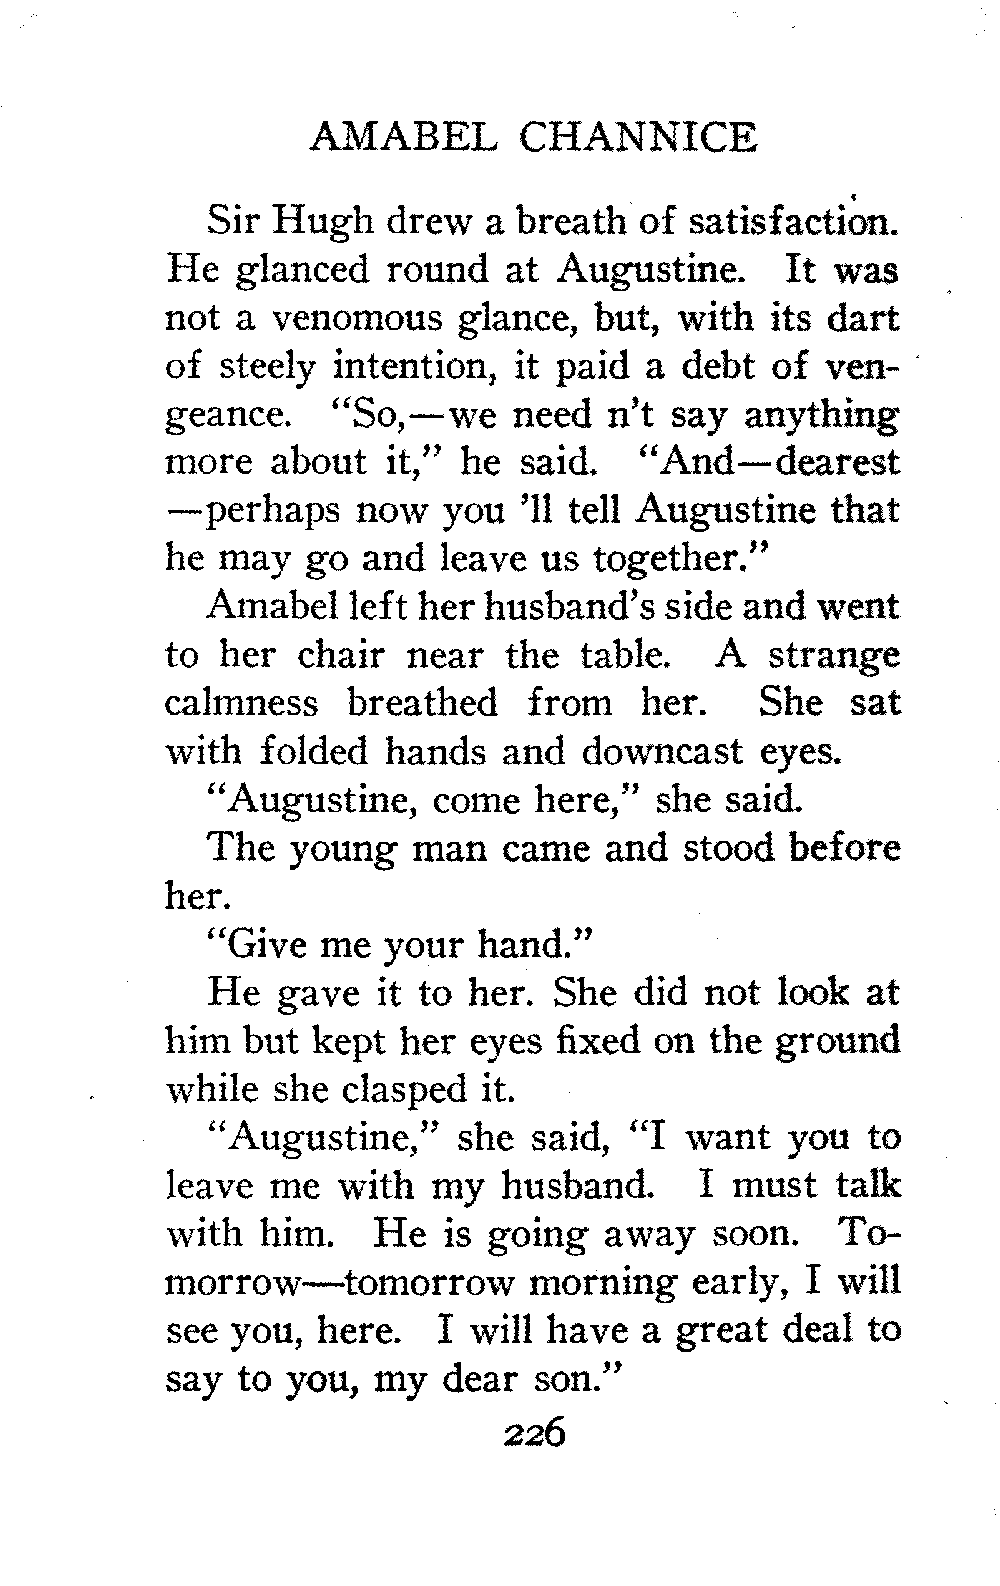 AMABEL CHANNICE
Sir Hugh drew a breath of satisfaction.
He glanced round at Augustine. It was
not a venomous glance, but, with its dart
of steely intention, it paid a debt of ven-
geance. “So,—we need n’t say anything
more about it,” he said. “And—dearest
—perhaps now you ’ll tell Augustine that
he may go and leave us together.”
Amabel left her husband’s side and went
to her chair near the table. A strange
calmness breathed from her. She sat
with folded hands and downcast eyes.
“Augustine, come here,” she said.
The young man came and stood before
her.
“Give me your hand.”
He gave it to her. She did not look at
him but kept her eyes fixed on the ground
while she clasped it.
“Augustine,” she said, “I want you to
leave me with my husband. I must talk
with him. He is going away soon. To-
morrow—tomorrow morning early, I will
see you, here. I will have a great deal to
say to you, my dear son.”
226